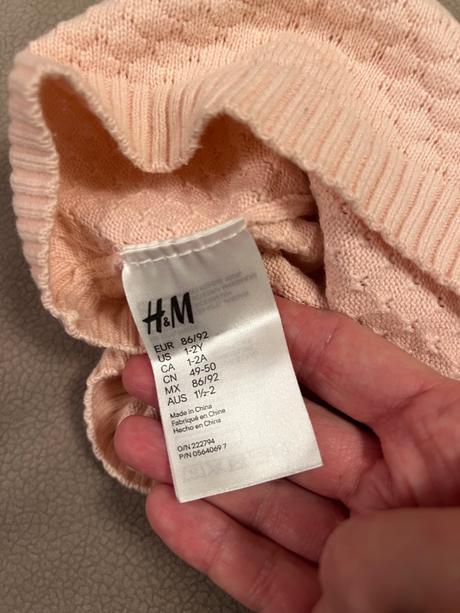 H&M
EUR 86/92
US 1-2Y
CA 1-2A
CN 49-50
MX 86/92
AUS 1½-2
Made in China
Fabriqué en Chine
Hecho en China
O/N 222794
P/N 0564069 7